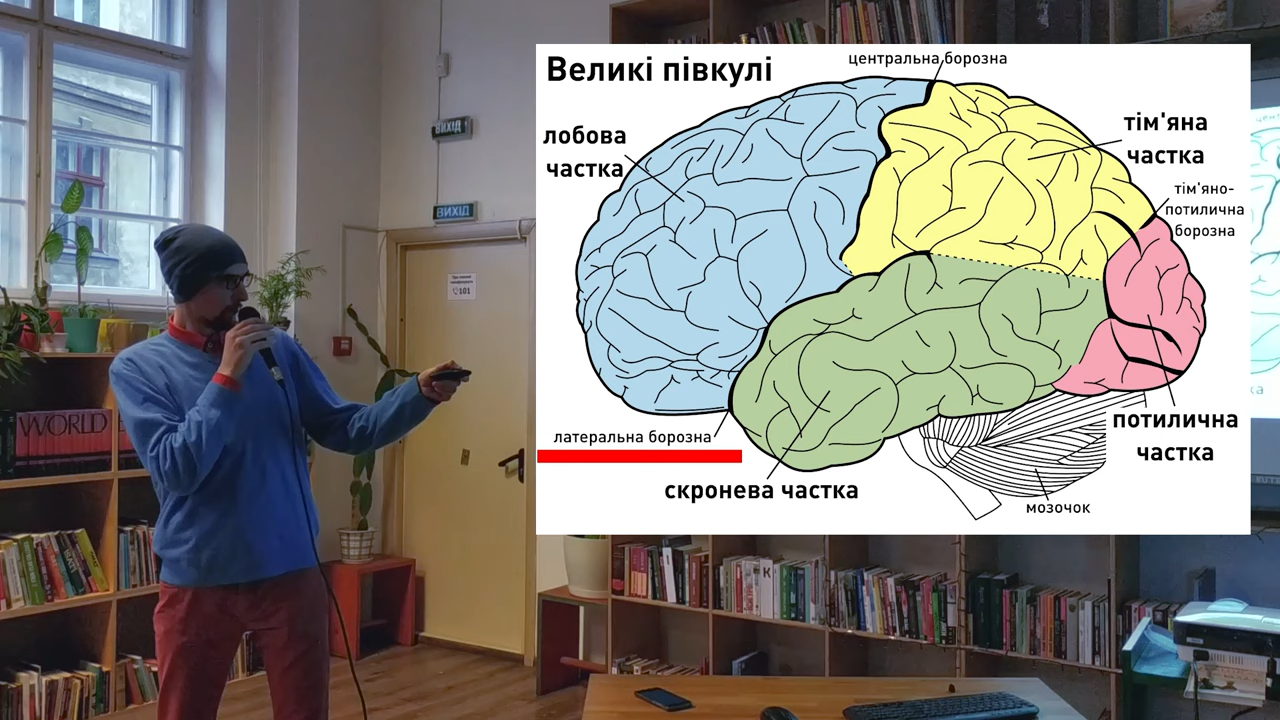 Великі півкулі
центральна борозна
лобова
частка
тім'яна
частка
тім'яно-
потилична
борозна
латеральна борозна
скронева частка
потилична
частка
мозочок
ВИХІД
ВИХІД
101
WORLD
K